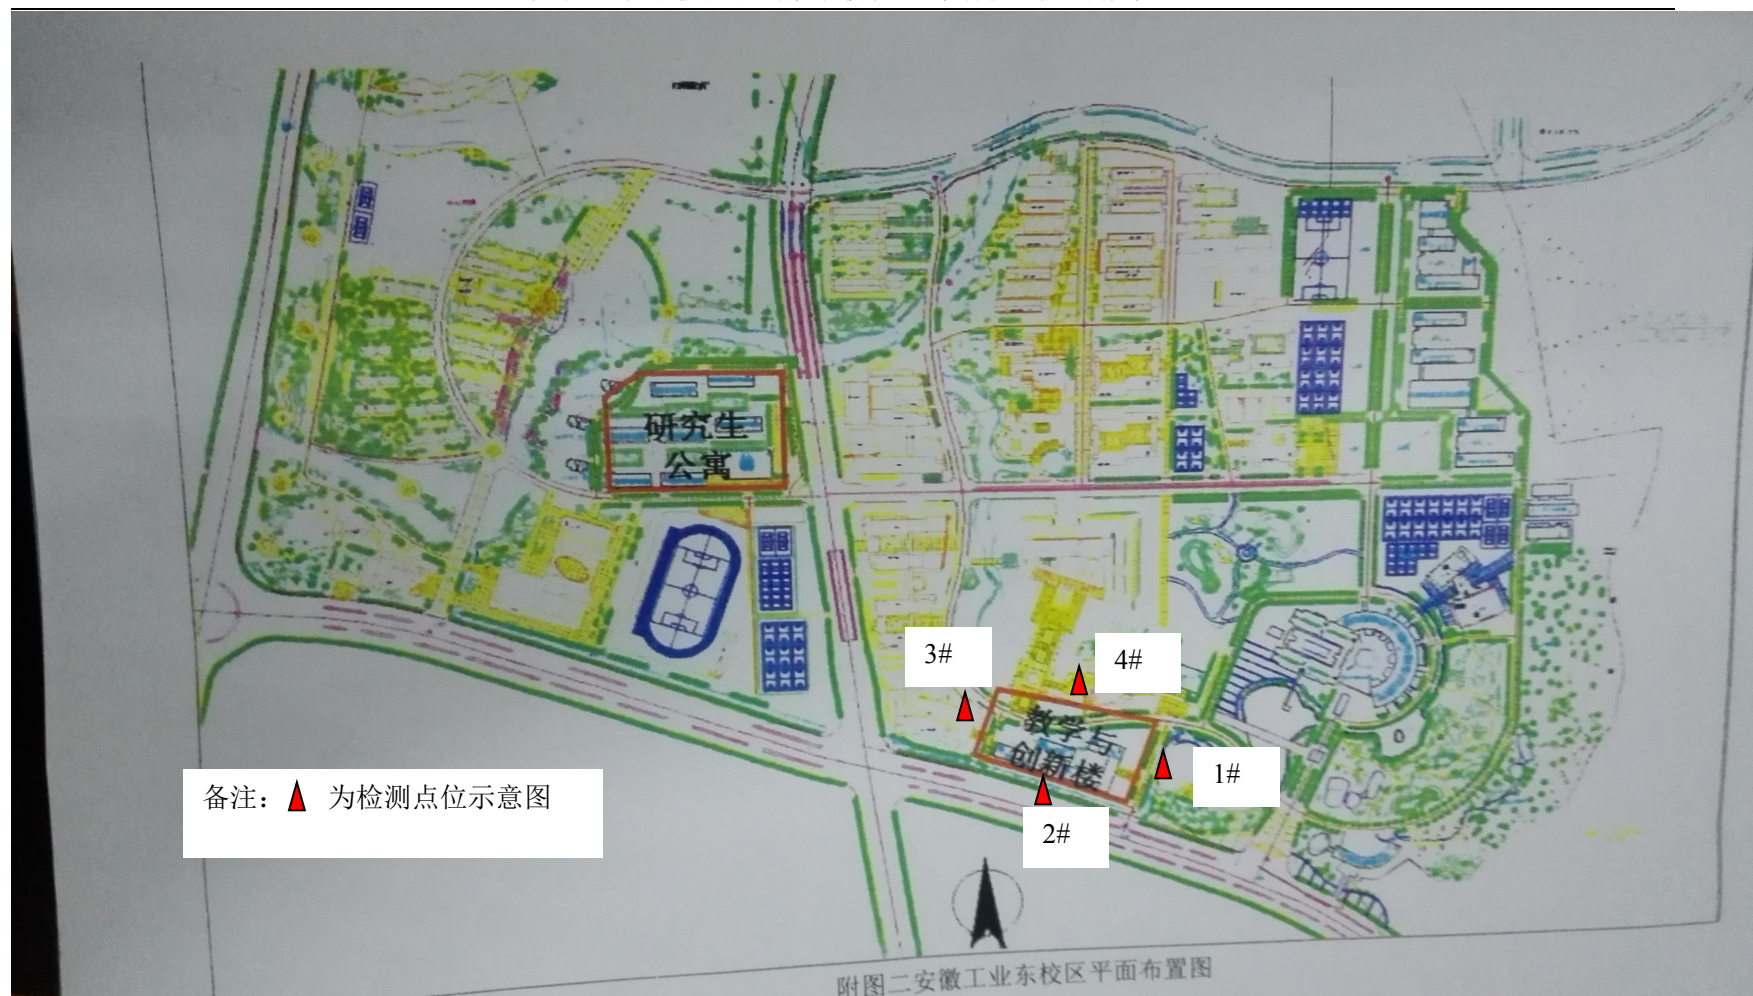 研究生
公寓
3#
4#
教学与
创新楼
1#
备注： 为检测点位示意图
2#
附图二安徽工业东校区平面布置图